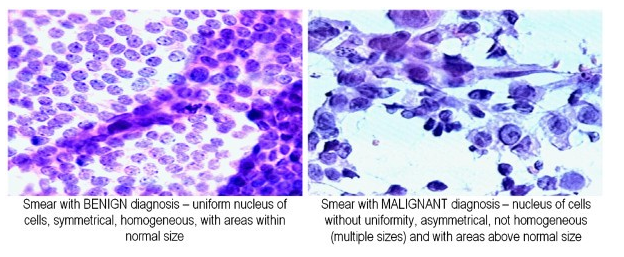 Smear with BENIGN diagnosis – uniform nucleus of
cells, symmetrical, homogeneous, with areas within
normal size
Smear with MALIGNANT diagnosis – nucleus of cells
without uniformity, asymmetrical, not homogeneous
(multiple sizes) and with areas above normal size